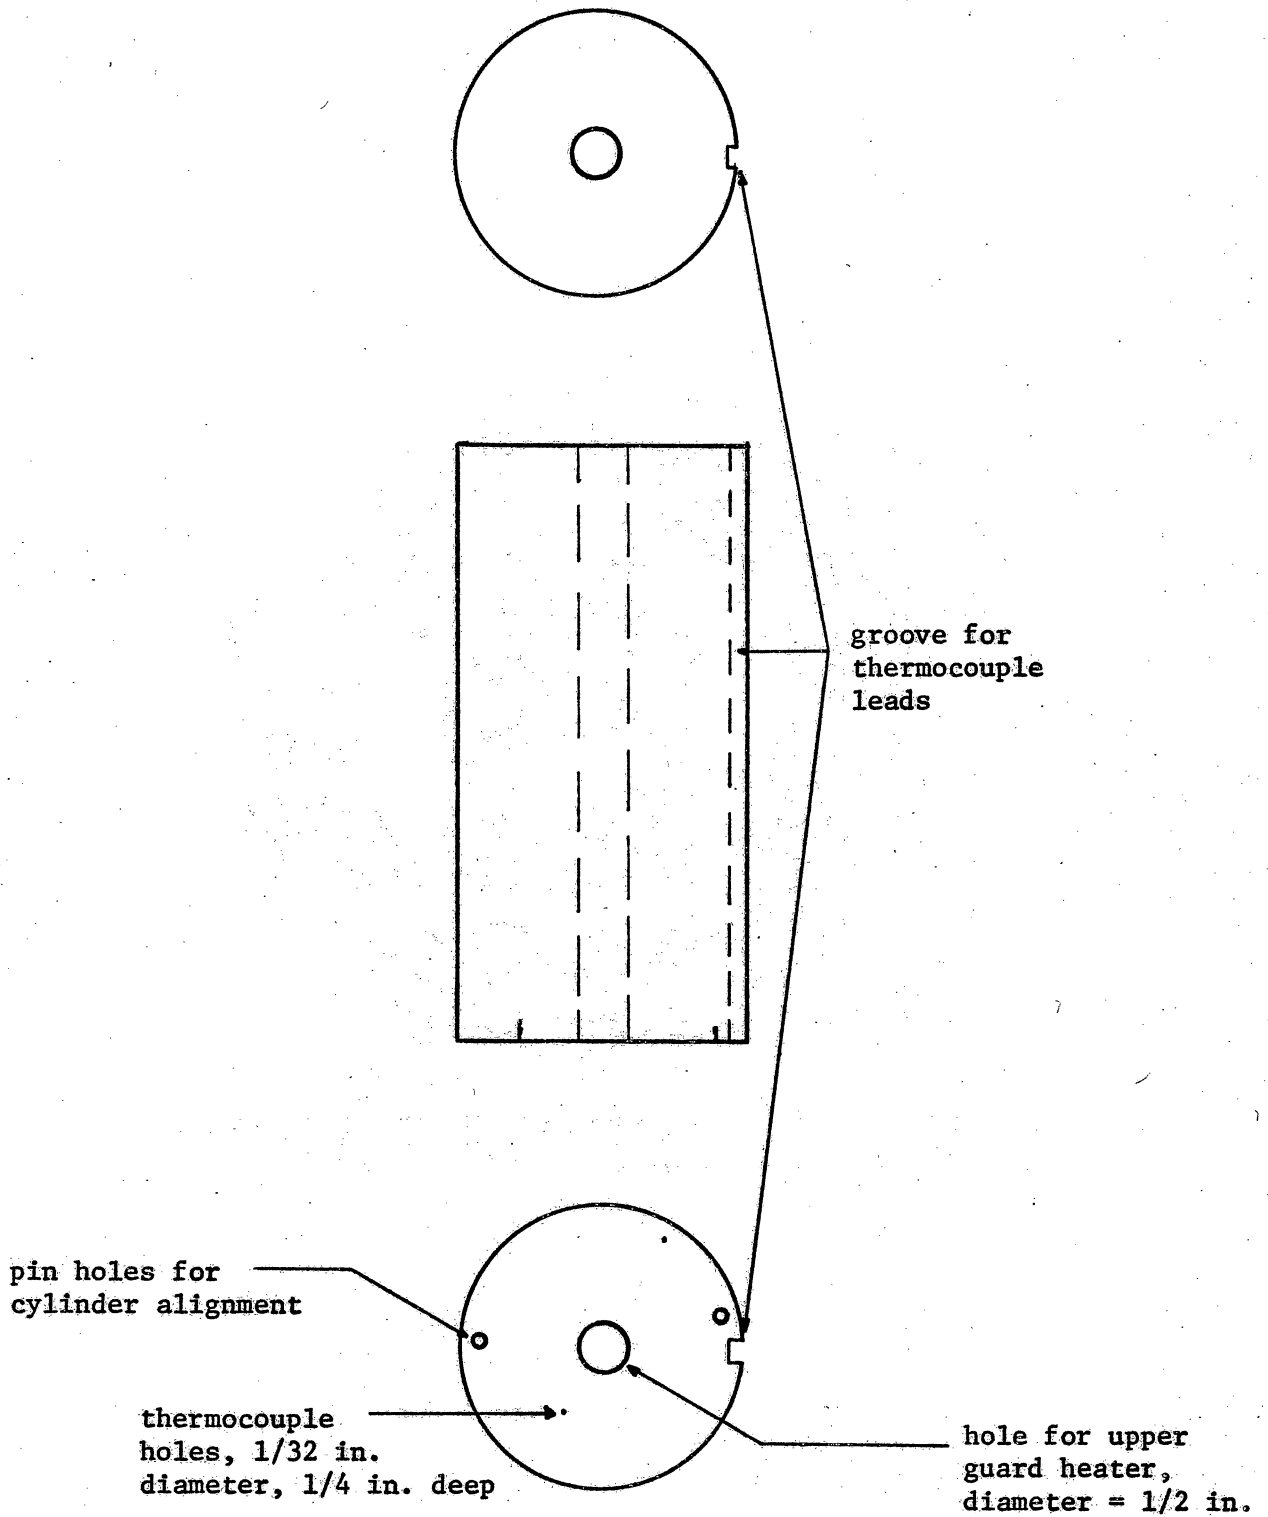 groove for
thermocouple
leads
pin holes for
cylinder alignment
thermocouple
holes, 1/32 in.
diameter, 1/4 in. deep
hole for upper
guard heater,
diameter = 1/2 in.